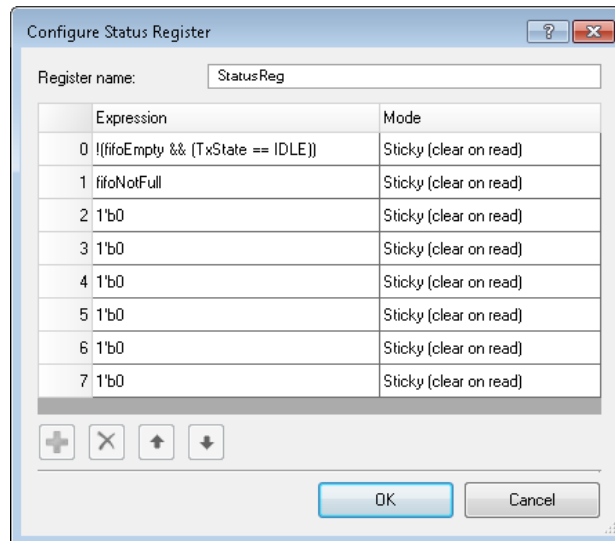 Configure Status Register
Register name: StatusReg
Expression Mode
0 !(fifoEmpty && (TxState == IDLE)) Sticky (clear on read)
1 fifoNotFull Sticky (clear on read)
2 1'b0 Sticky (clear on read)
3 1'b0 Sticky (clear on read)
4 1'b0 Sticky (clear on read)
5 1'b0 Sticky (clear on read)
6 1'b0 Sticky (clear on read)
7 1'b0 Sticky (clear on read)
OK Cancel